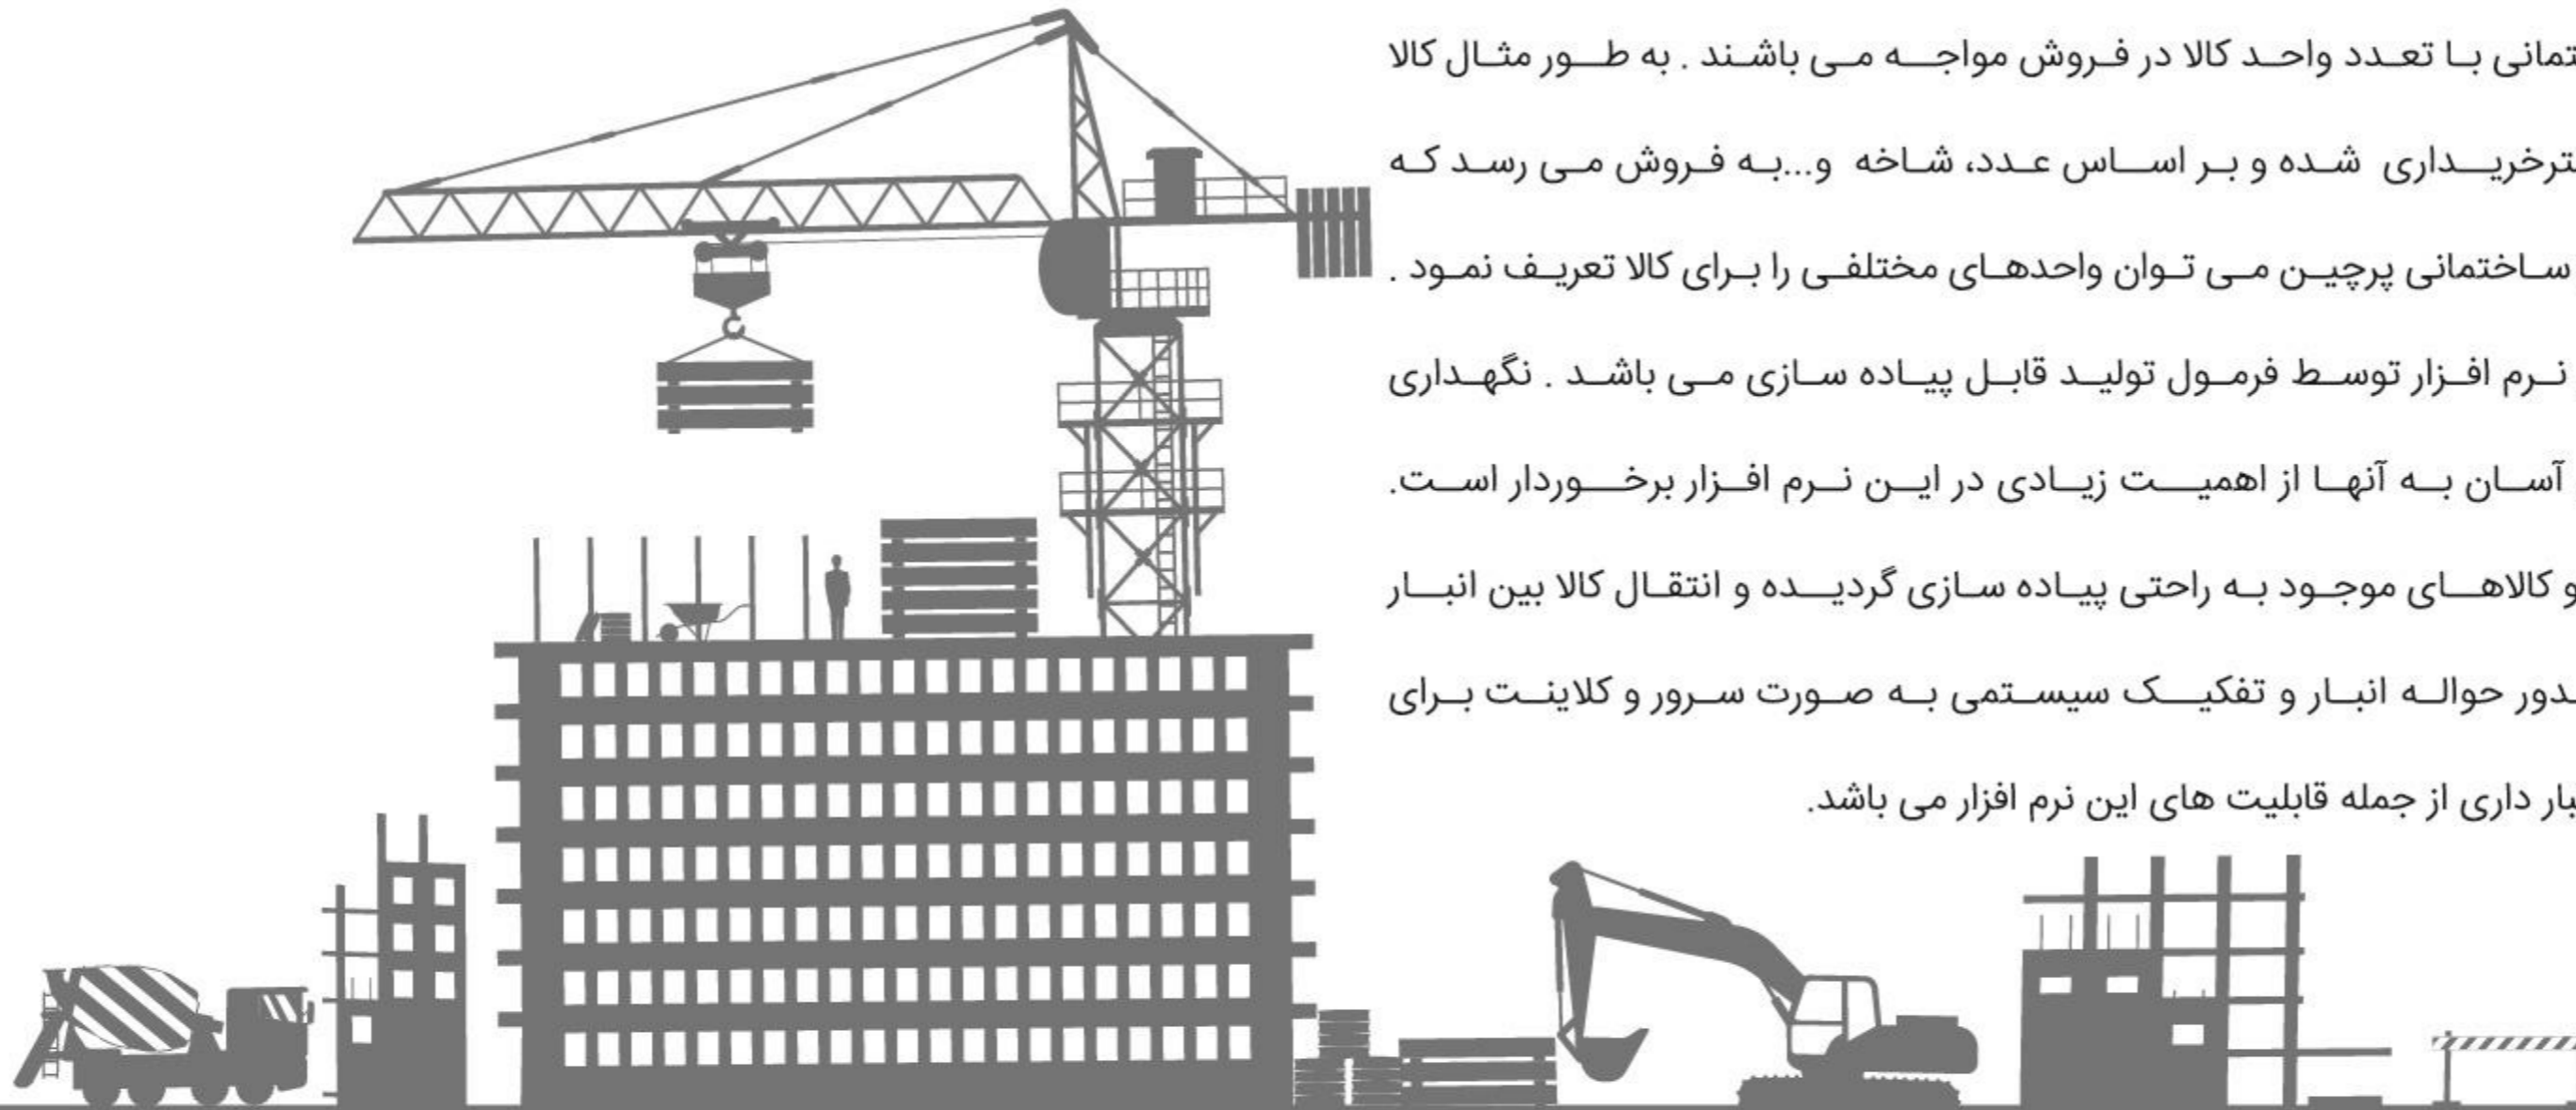 با تعدد واحد کالا در فروش مواجه می باشند . به طور مثال کالا
شده و بر اساس عدد، شاخه و...به فروش می رسد که
ساختمانی پرچین می توان واحدهای مختلفی را برای کالا تعریف نمود .
نرم افزار توسط فرمول تولید قابل پیاده سازی می باشد . نگهداری
آسان به آنها از اهمیت زیادی در این نرم افزار برخوردار است.
و کالاهای موجود به راحتی پیاده سازی گردیده و انتقال کالا بین انبار
حواله انبار و تفکیک سیستمی به صورت سرور و کلاینت برای
داری از جمله قابلیت های این نرم افزار می باشد.